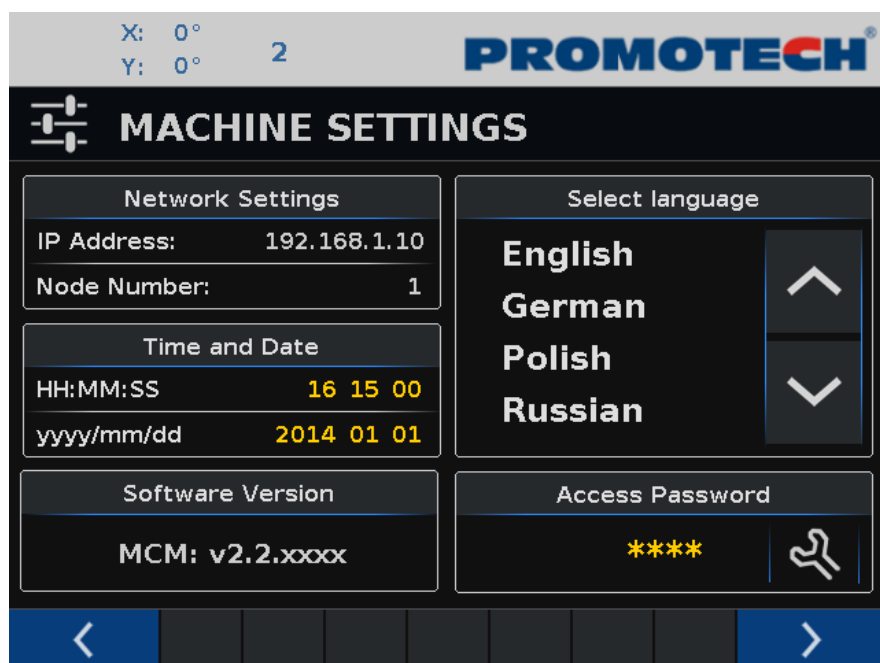 X: 0°
Y: 0°
2
PROMOTECH®
MACHINE SETTINGS
Network Settings
IP Address: 192.168.1.10
Node Number: 1
Time and Date
HH:MM:SS 16 15 00
yyyy/mm/dd 2014 01 01
Software Version
MCM: v2.2.xxxx
Select language
English
German
Polish
Russian
Access Password
****